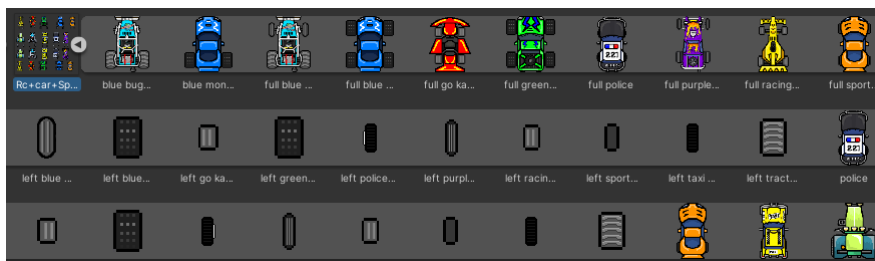 Rc+car+Sp... blue bug... blue mon... full blue ... full blue ... full go ka... full green... full police full purple... full racing... full sport.
221
221
left blue ... left blue... left go ka... left green... left police... left purpl... left racin... left sport... left taxi ... left tract... police